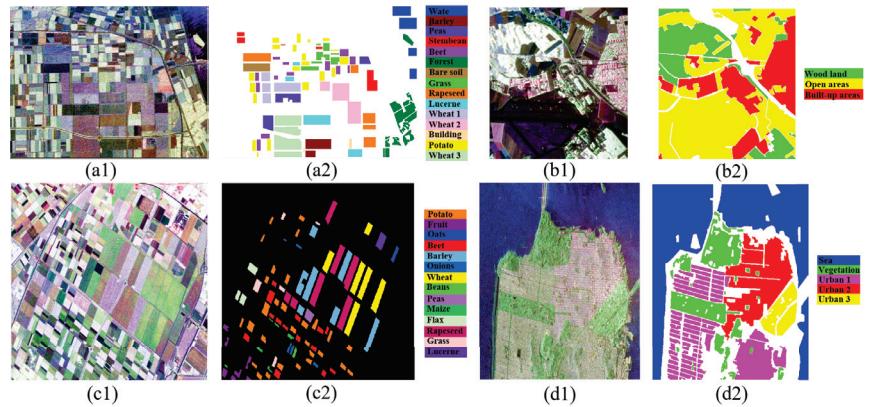 Wate
Barley
Peas
Stembean
Beet
Forest
Bare soil
Grass
Rapeseed
Lucerne
Wheat 1
Wheat 2
Building
Potato
Wheat 3
Wood land
Open areas
Built-up areas
(a1)
(a2)
(b1)
(b2)
Potato
Fruit
Oats
Beet
Barley
Onions
Wheat
Beans
Peas
Maize
Flax
Rapeseed
Grass
Lucerne
Sea
Vegetation
Urban 1
Urban 2
Urban 3
(c1)
(c2)
(d1)
(d2)